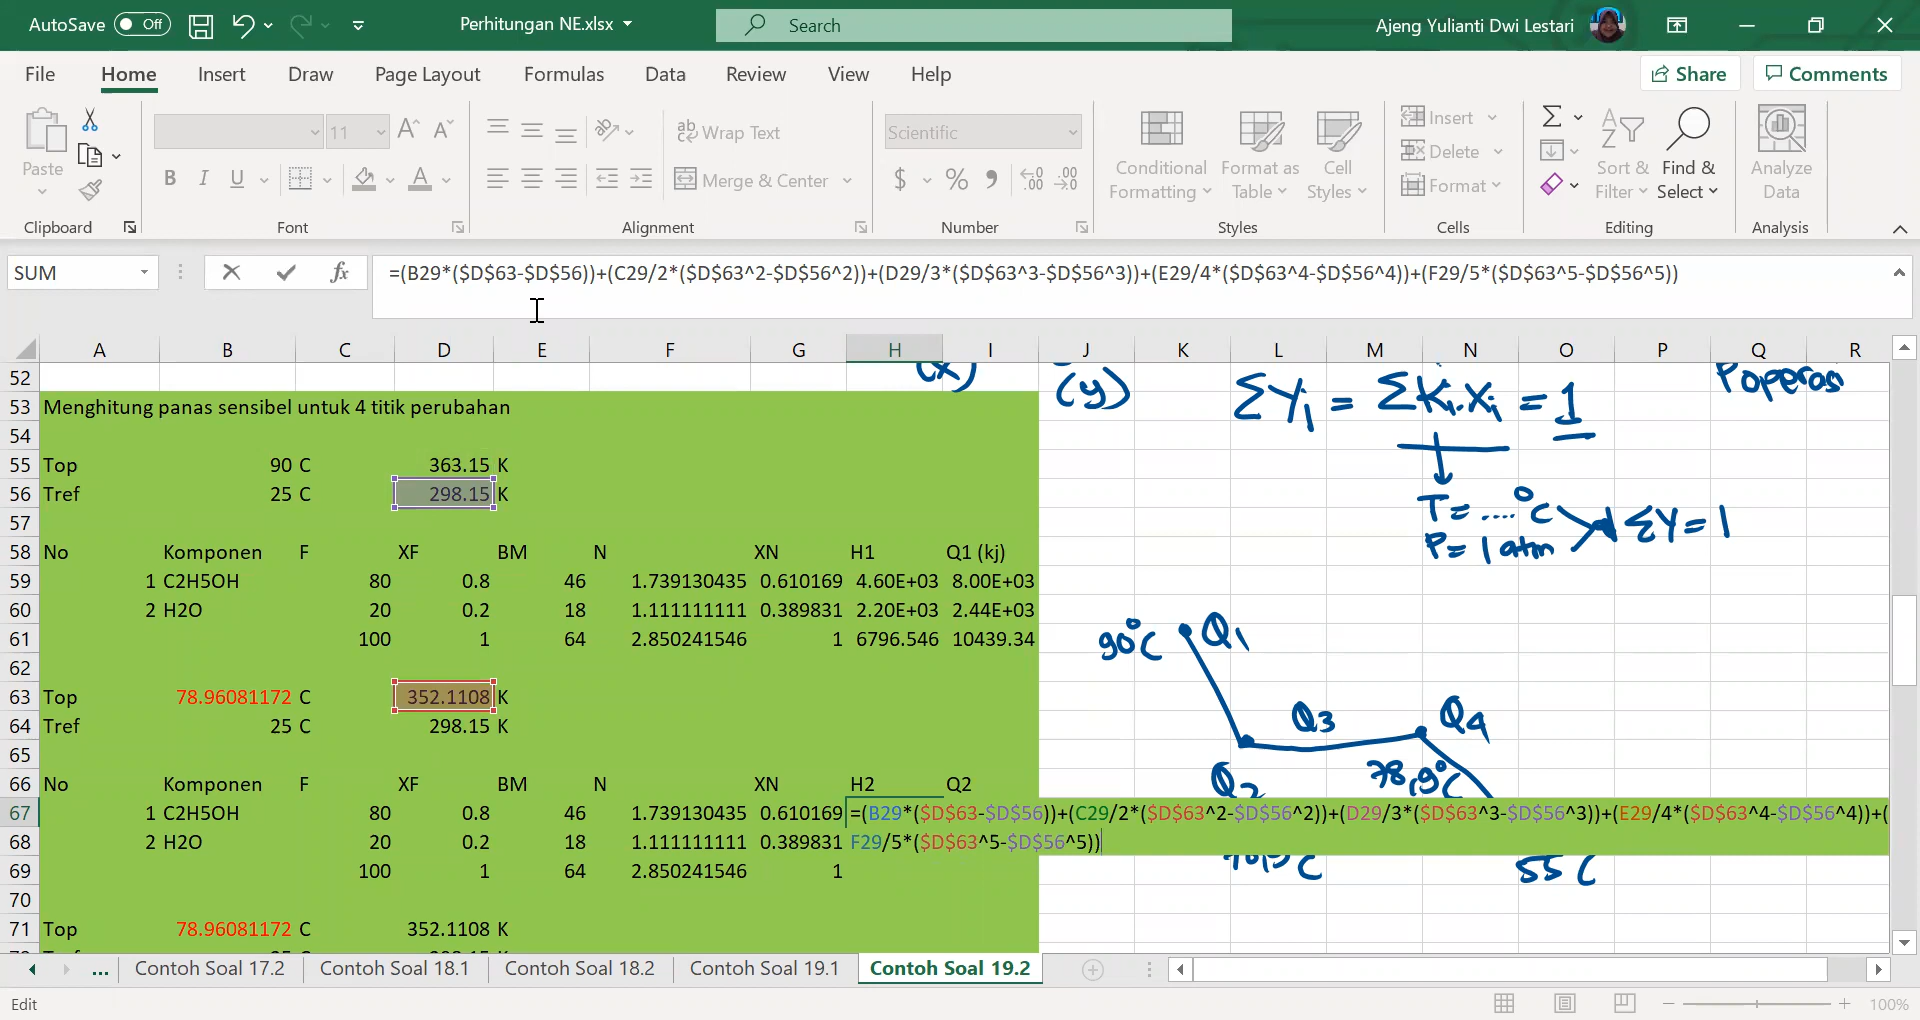 AutoSave Off Perhitungan NE.xlsx Search Ajeng Yulianti Dwi Lestari
File Home Insert Draw Page Layout Formulas Data Review View Help Share Comments
Paste 11 Wrap Text Merge & Center Scientific Conditional Formatting Format as Table Cell Styles Insert Delete Format Sort & Filter Find & Select Analyze Data
Clipboard Font Alignment Number Styles Cells Editing Analysis
SUM =(B29*($D$63-$D$56))+(C29/2*($D$63^2-$D$56^2))+(D29/3*($D$63^3-$D$56^3))+(E29/4*($D$63^4-$D$56^4))+(F29/5*($D$63^5-$D$56^5))
A B C D E F G H I J K L M N O P Q R
52 (x) (y) ΣYi = ΣKi.Xi = 1 Poperasi
53 Menghitung panas sensibel untuk 4 titik perubahan
54
55 Top 90 C 363.15 K
56 Tref 25 C 298.15 K T = .... °C ΣY = 1
57 P = 1 atm
58 No Komponen F XF BM N XN H1 Q1 (kj)
59 1 C2H5OH 80 0.8 46 1.739130435 0.610169 4.60E+03 8.00E+03
60 2 H2O 20 0.2 18 1.111111111 0.389831 2.20E+03 2.44E+03
61 100 1 64 2.850241546 1 6796.546 10439.34 90°C Q1
62
63 Top 78.96081172 C 352.1108 K
64 Tref 25 C 298.15 K Q3 Q4
65
66 No Komponen F XF BM N XN H2 Q2 Q2 78,9°C
67 1 C2H5OH 80 0.8 46 1.739130435 0.610169 =(B29*($D$63-$D$56))+(C29/2*($D$63^2-$D$56^2))+(D29/3*($D$63^3-$D$56^3))+(E29/4*($D$63^4-$D$56^4))+(
68 2 H2O 20 0.2 18 1.111111111 0.389831 F29/5*($D$63^5-$D$56^5))
69 100 1 64 2.850241546 1 55 C
70
71 Top 78.96081172 C 352.1108 K
... Contoh Soal 17.2 Contoh Soal 18.1 Contoh Soal 18.2 Contoh Soal 19.1 Contoh Soal 19.2
Edit 100%